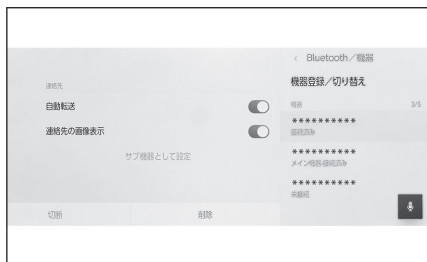 連絡先
自動転送
連絡先の画像表示
サブ機器として設定
切断
削除
< Bluetooth／機器
機器登録／切り替え
機器 3/5
**********
接続済み
**********
メイン機器·接続済み
**********
未接続